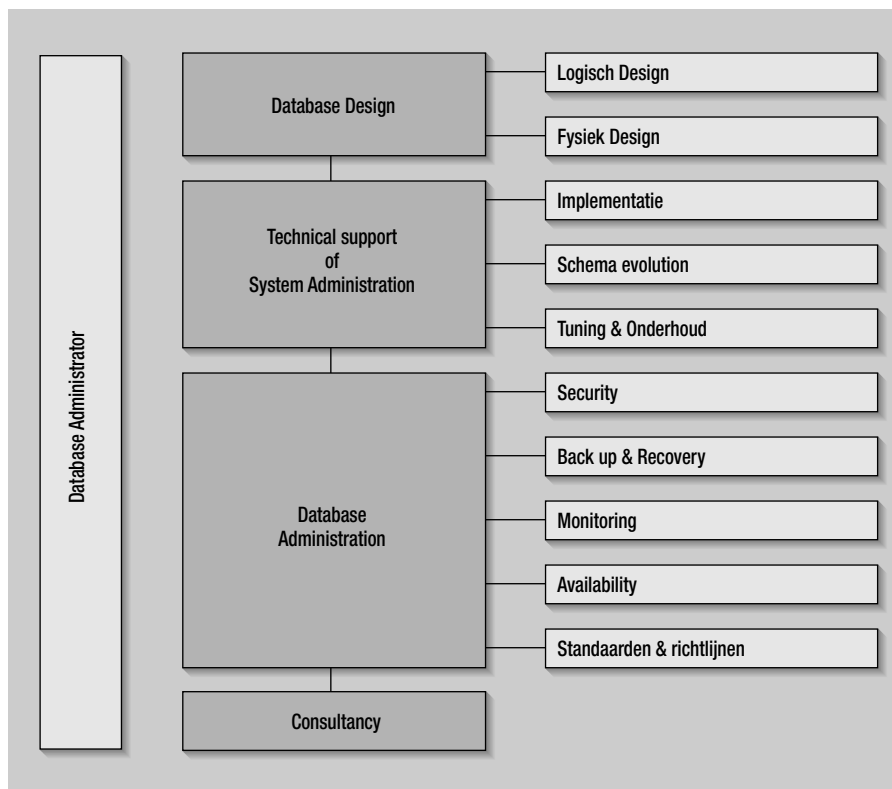 Database Administrator
Database Design
Logisch Design
Fysiek Design
Technical support
of
System Administration
Implementatie
Schema evolution
Tuning & Onderhoud
Database
Administration
Security
Back up & Recovery
Monitoring
Availability
Standaarden & richtlijnen
Consultancy